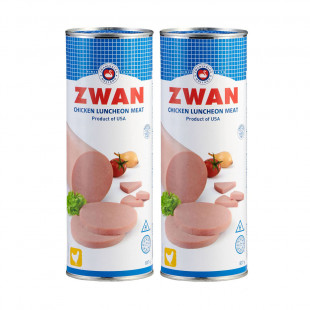 ZWAN
CHICKEN LUNCHEON MEAT
Product of USA
ZWAN
CHICKEN LUNCHEON MEAT
Product of USA